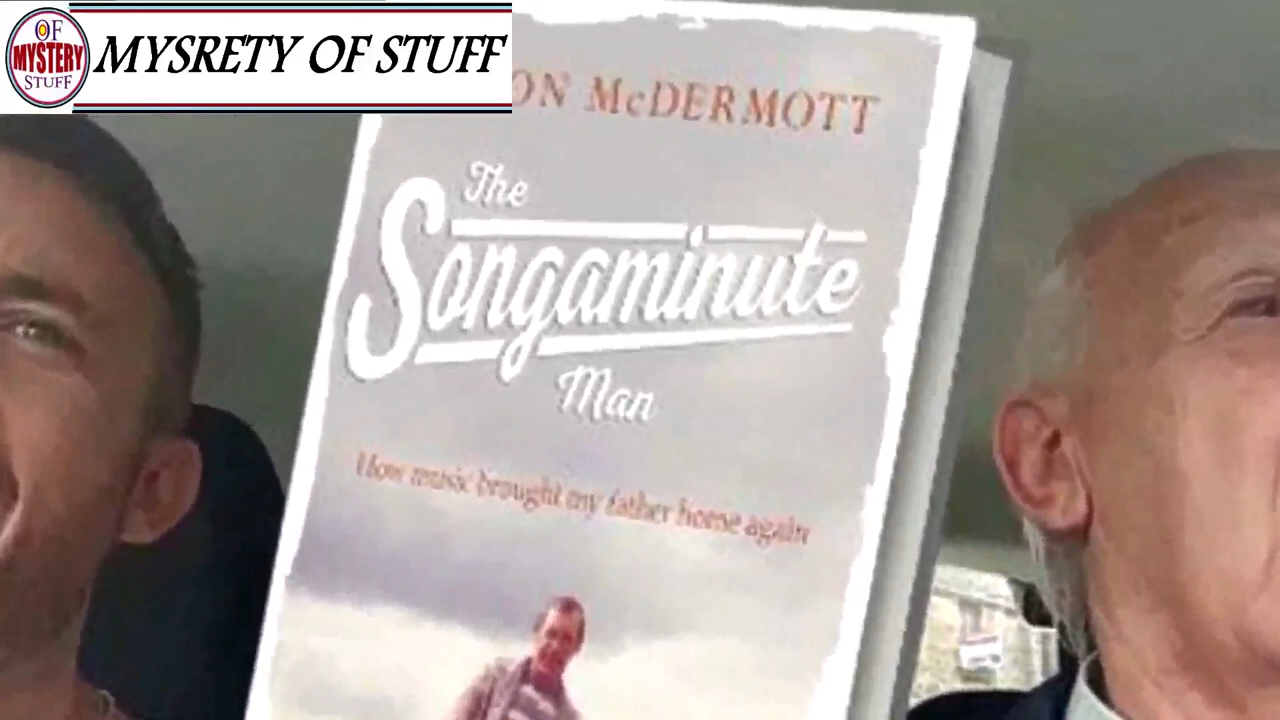 OF
MYSTERY
STUFF
MYSRETY OF STUFF
ON McDERMOTT
The
Songaminute
Man
How music brought my father home again